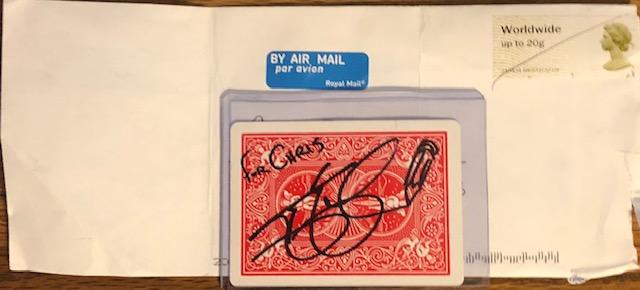 Worldwide
up to 20g
BY AIR MAIL
par avion
Royal Mail®
FOR CHRIS